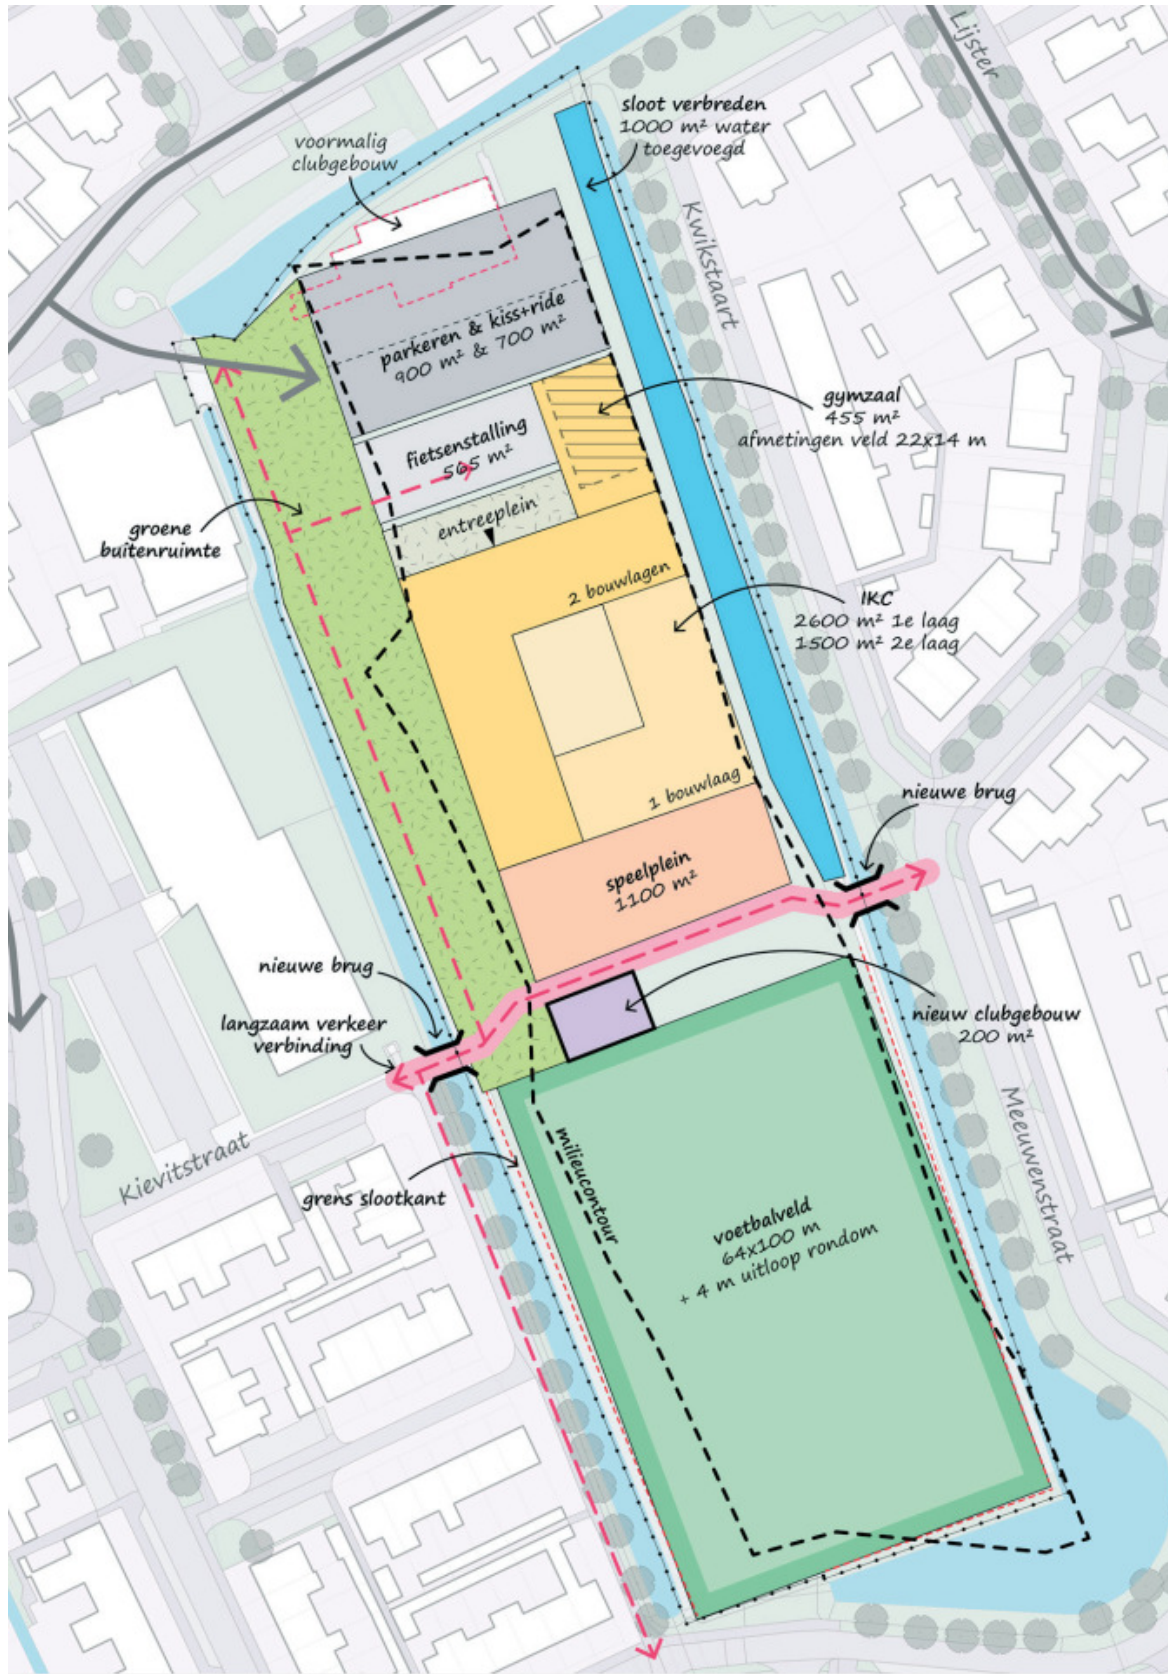 Lijster
sloot verbreden
1000 m² water
toegevoegd
voormalig
clubgebouw
Kwikstaart
parkeren & kiss+ride
900 m² & 700 m²
gymzaal
455 m²
afmetingen veld 22x14 m
fietsenstalling
565 m²
groene
buitenruimte
entreeplein
2 bouwlagen
IKC
2600 m² 1e laag
1500 m² 2e laag
1 bouwlaag
nieuwe brug
speelplein
1100 m²
nieuwe brug
langzaam verkeer
verbinding
nieuw clubgebouw
200 m²
Kievitstraat
grens slootkant
milieucontour
Meeuwenstraat
voetbalveld
64x100 m
+ 4 m uitloop rondom